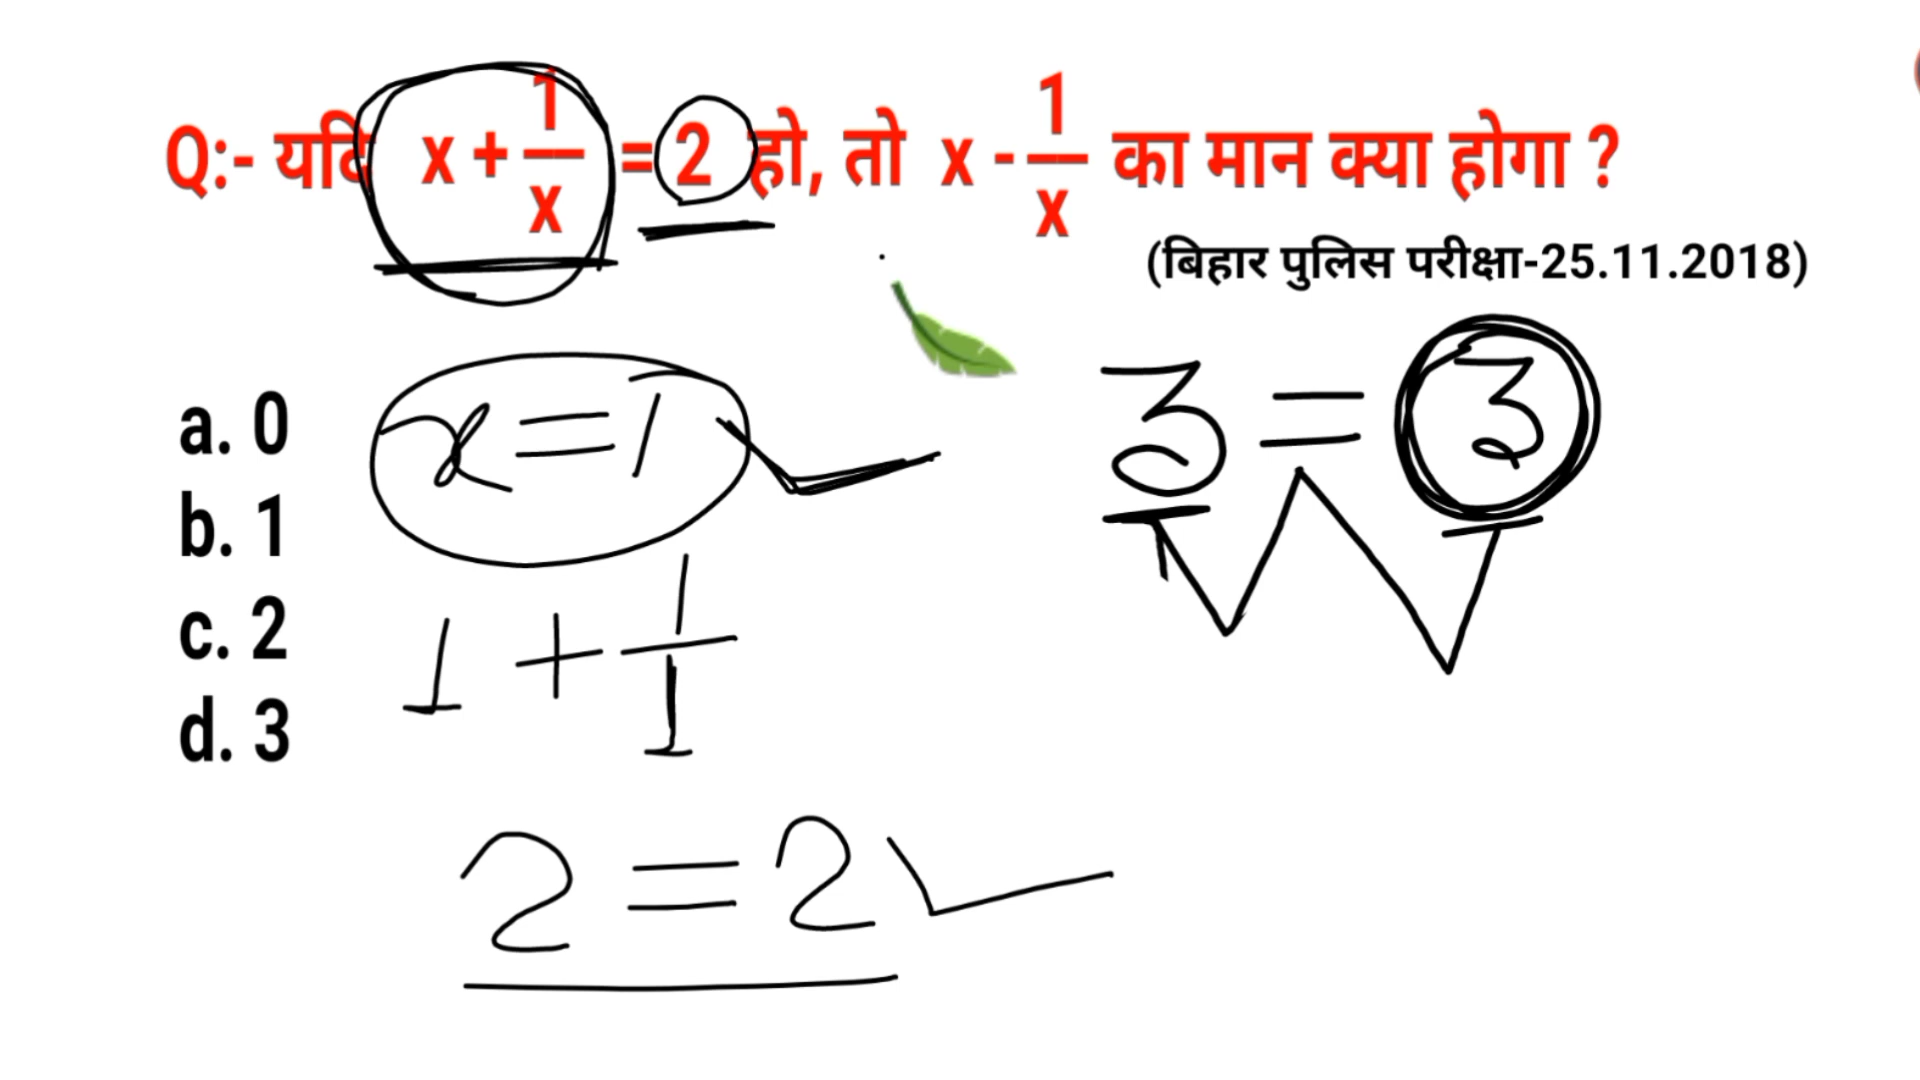 Q:- यदि x + 1/x = 2 हो, तो x - 1/x का मान क्या होगा ?
(बिहार पुलिस परीक्षा-25.11.2018)
a. 0
b. 1
c. 2
d. 3
x = 1
3 = 3
1 + 1/1
2 = 2